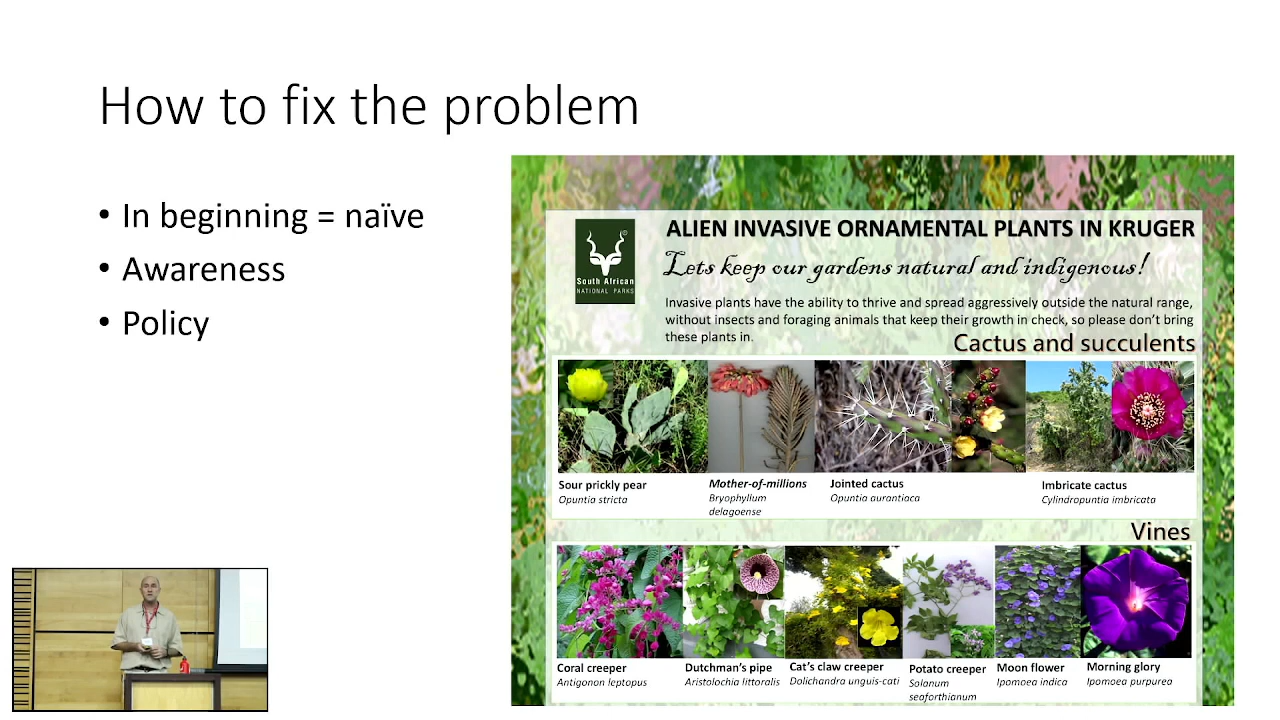 How to fix the problem
• In beginning = naïve
• Awareness
• Policy
South African
NATIONAL PARKS
ALIEN INVASIVE ORNAMENTAL PLANTS IN KRUGER
Lets keep our gardens natural and indigenous!
Invasive plants have the ability to thrive and spread aggressively outside the natural range,
without insects and foraging animals that keep their growth in check, so please don't bring
these plants in.
Cactus and succulents
Sour prickly pear
Opuntia stricta
Mother-of-millions
Bryophyllum
delagoense
Jointed cactus
Opuntia aurantiaca
Imbricate cactus
Cylindropuntia imbricata
Vines
Coral creeper
Antigonon leptopus
Dutchman's pipe
Aristolochia littoralis
Cat's claw creeper
Dolichandra unguis-cati
Potato creeper
Solanum
seaforthianum
Moon flower
Ipomoea indica
Morning glory
Ipomoea purpurea